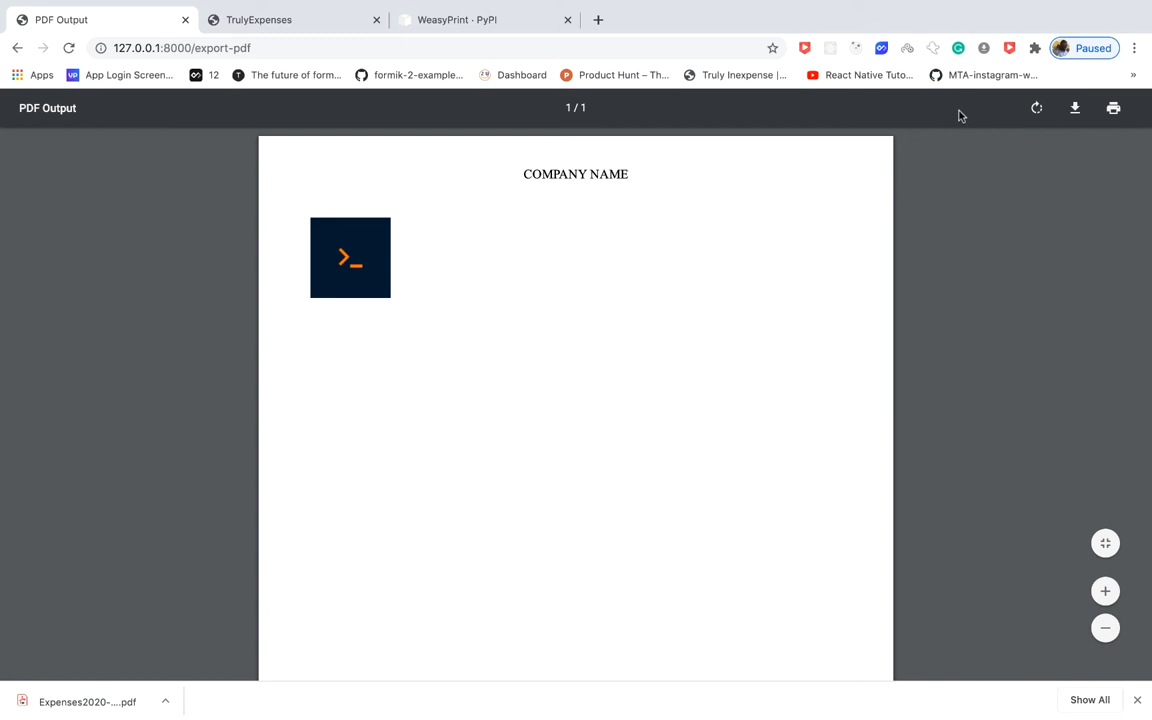 PDF Output
TrulyExpenses
WeasyPrint · PyPI
127.0.0.1:8000/export-pdf
Paused
Apps
UP App Login Screen...
12
The future of form...
formik-2-example...
Dashboard
P Product Hunt – Th...
Truly Inexpense |...
React Native Tuto...
MTA-instagram-w...
»
PDF Output
1 / 1
COMPANY NAME
>_
Expenses2020-....pdf
Show All